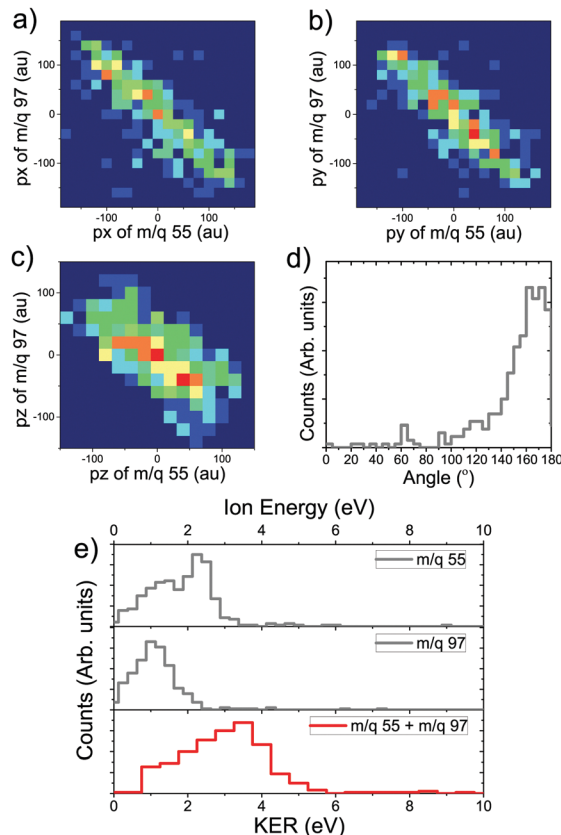 a)
px of m/q 97 (au)
100
0
-100
-100 0 100
px of m/q 55 (au)
b)
py of m/q 97 (au)
100
0
-100
-100 0 100
py of m/q 55 (au)
c)
pz of m/q 97 (au)
100
0
-100
-100 0 100
pz of m/q 55 (au)
d)
Counts (Arb. units)
0 20 40 60 80 100 120 140 160 180
Angle (°)
e)
Ion Energy (eV)
0 2 4 6 8 10
m/q 55
m/q 97
m/q 55 + m/q 97
Counts (Arb. units)
0 2 4 6 8 10
KER (eV)